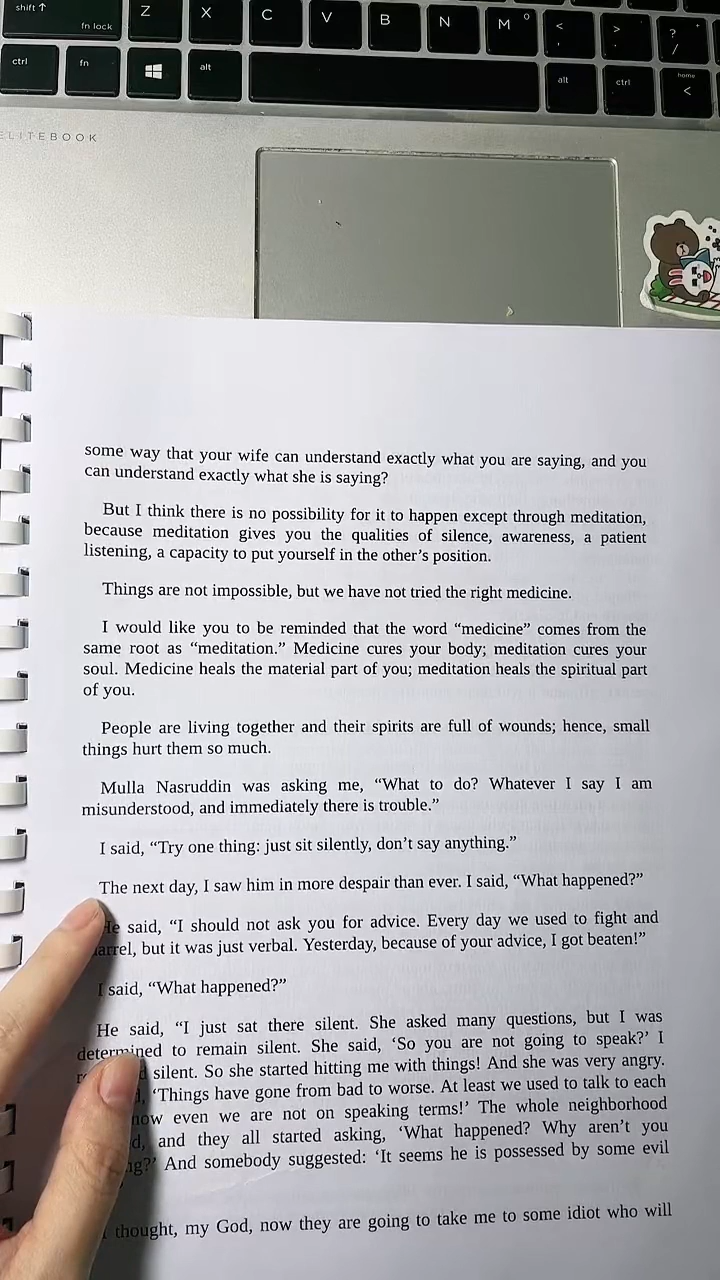 shift ↑
fn lock
Z X C V B N M < > ?
, . /
ctrl fn alt alt ctrl home
<
ELITEBOOK
some way that your wife can understand exactly what you are saying, and you
can understand exactly what she is saying?
But I think there is no possibility for it to happen except through meditation,
because meditation gives you the qualities of silence, awareness, a patient
listening, a capacity to put yourself in the other’s position.
Things are not impossible, but we have not tried the right medicine.
I would like you to be reminded that the word “medicine” comes from the
same root as “meditation.” Medicine cures your body; meditation cures your
soul. Medicine heals the material part of you; meditation heals the spiritual part
of you.
People are living together and their spirits are full of wounds; hence, small
things hurt them so much.
Mulla Nasruddin was asking me, “What to do? Whatever I say I am
misunderstood, and immediately there is trouble.”
I said, “Try one thing: just sit silently, don’t say anything.”
The next day, I saw him in more despair than ever. I said, “What happened?”
He said, “I should not ask you for advice. Every day we used to fight and
arrel, but it was just verbal. Yesterday, because of your advice, I got beaten!”
I said, “What happened?”
He said, “I just sat there silent. She asked many questions, but I was
determined to remain silent. She said, ‘So you are not going to speak?’ I
silent. So she started hitting me with things! And she was very angry.
‘Things have gone from bad to worse. At least we used to talk to each
now even we are not on speaking terms!’ The whole neighborhood
and they all started asking, ‘What happened? Why aren’t you
And somebody suggested: ‘It seems he is possessed by some evil
thought, my God, now they are going to take me to some idiot who will